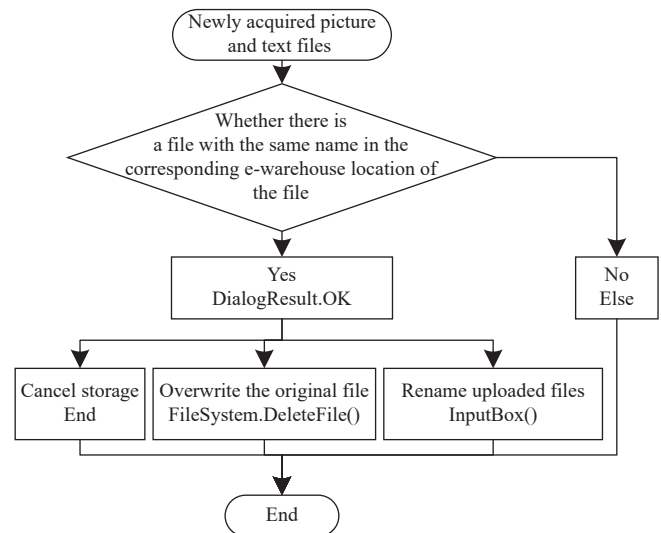 Newly acquired picture
and text files
Whether there is
a file with the same name in the
corresponding e-warehouse location of
the file
Yes
DialogResult.OK
No
Else
Cancel storage
End
Overwrite the original file
FileSystem.DeleteFile()
Rename uploaded files
InputBox()
End